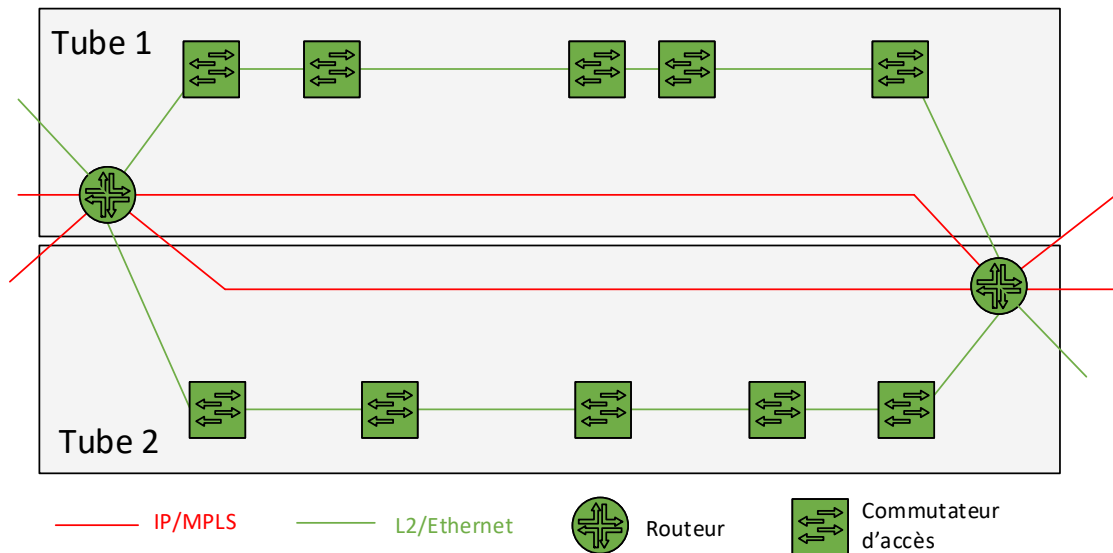 Tube 1
Tube 2
IP/MPLS
L2/Ethernet
Routeur
Commutateur
d’accès